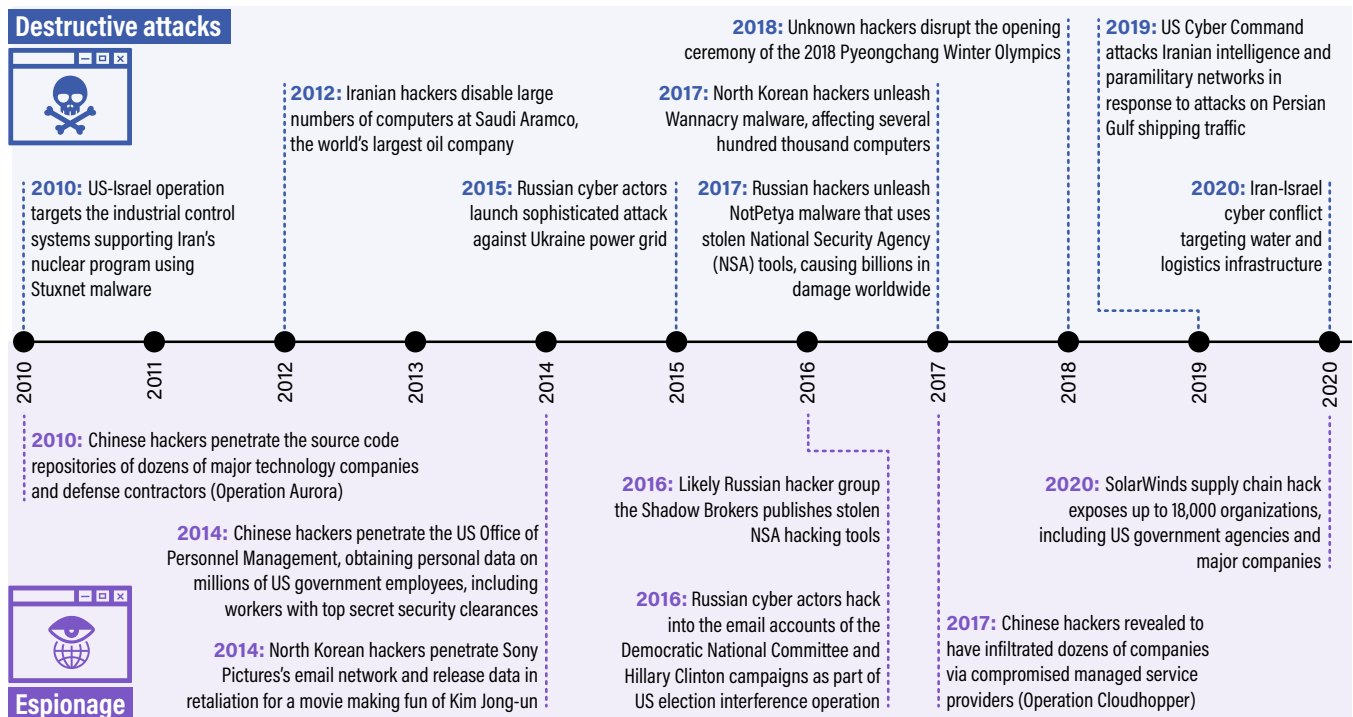 Destructive attacks
2010: US-Israel operation
targets the industrial control
systems supporting Iran's
nuclear program using
Stuxnet malware
2012: Iranian hackers disable large
numbers of computers at Saudi Aramco,
the world's largest oil company
2015: Russian cyber actors
launch sophisticated attack
against Ukraine power grid
2017: North Korean hackers unleash
Wannacry malware, affecting several
hundred thousand computers
2017: Russian hackers unleash
NotPetya malware that uses
stolen National Security Agency
(NSA) tools, causing billions in
damage worldwide
2018: Unknown hackers disrupt the opening
ceremony of the 2018 Pyeongchang Winter Olympics
2019: US Cyber Command
attacks Iranian intelligence and
paramilitary networks in
response to attacks on Persian
Gulf shipping traffic
2020: Iran-Israel
cyber conflict
targeting water and
logistics infrastructure
2010
2011
2012
2013
2014
2015
2016
2017
2018
2019
2020
2010: Chinese hackers penetrate the source code
repositories of dozens of major technology companies
and defense contractors (Operation Aurora)
2014: Chinese hackers penetrate the US Office of
Personnel Management, obtaining personal data on
millions of US government employees, including
workers with top secret security clearances
2014: North Korean hackers penetrate Sony
Pictures's email network and release data in
retaliation for a movie making fun of Kim Jong-un
2016: Likely Russian hacker group
the Shadow Brokers publishes stolen
NSA hacking tools
2016: Russian cyber actors hack
into the email accounts of the
Democratic National Committee and
Hillary Clinton campaigns as part of
US election interference operation
2017: Chinese hackers revealed to
have infiltrated dozens of companies
via compromised managed service
providers (Operation Cloudhopper)
2020: SolarWinds supply chain hack
exposes up to 18,000 organizations,
including US government agencies and
major companies
Espionage